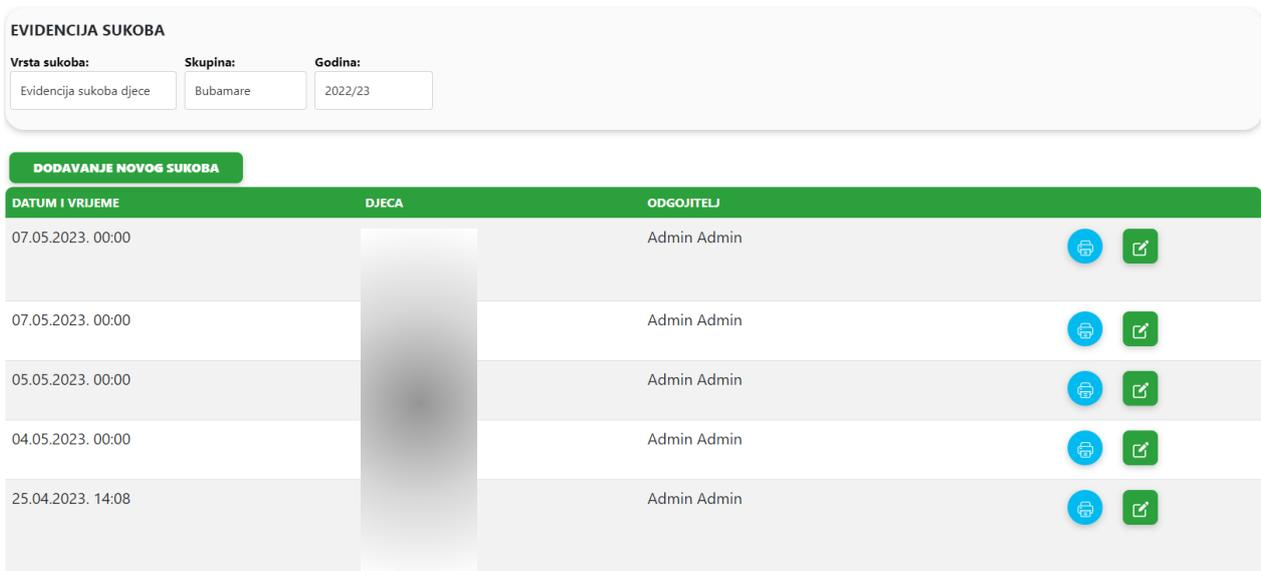 EVIDENCIJA SUKOBA
Vrsta sukoba: Skupina: Godina:
Evidencija sukoba djece Bubamare 2022/23
DODAVANJE NOVOG SUKOBA
DATUM I VRIJEME DJECA ODGOJITELJ
07.05.2023. 00:00 Admin Admin
07.05.2023. 00:00 Admin Admin
05.05.2023. 00:00 Admin Admin
04.05.2023. 00:00 Admin Admin
25.04.2023. 14:08 Admin Admin